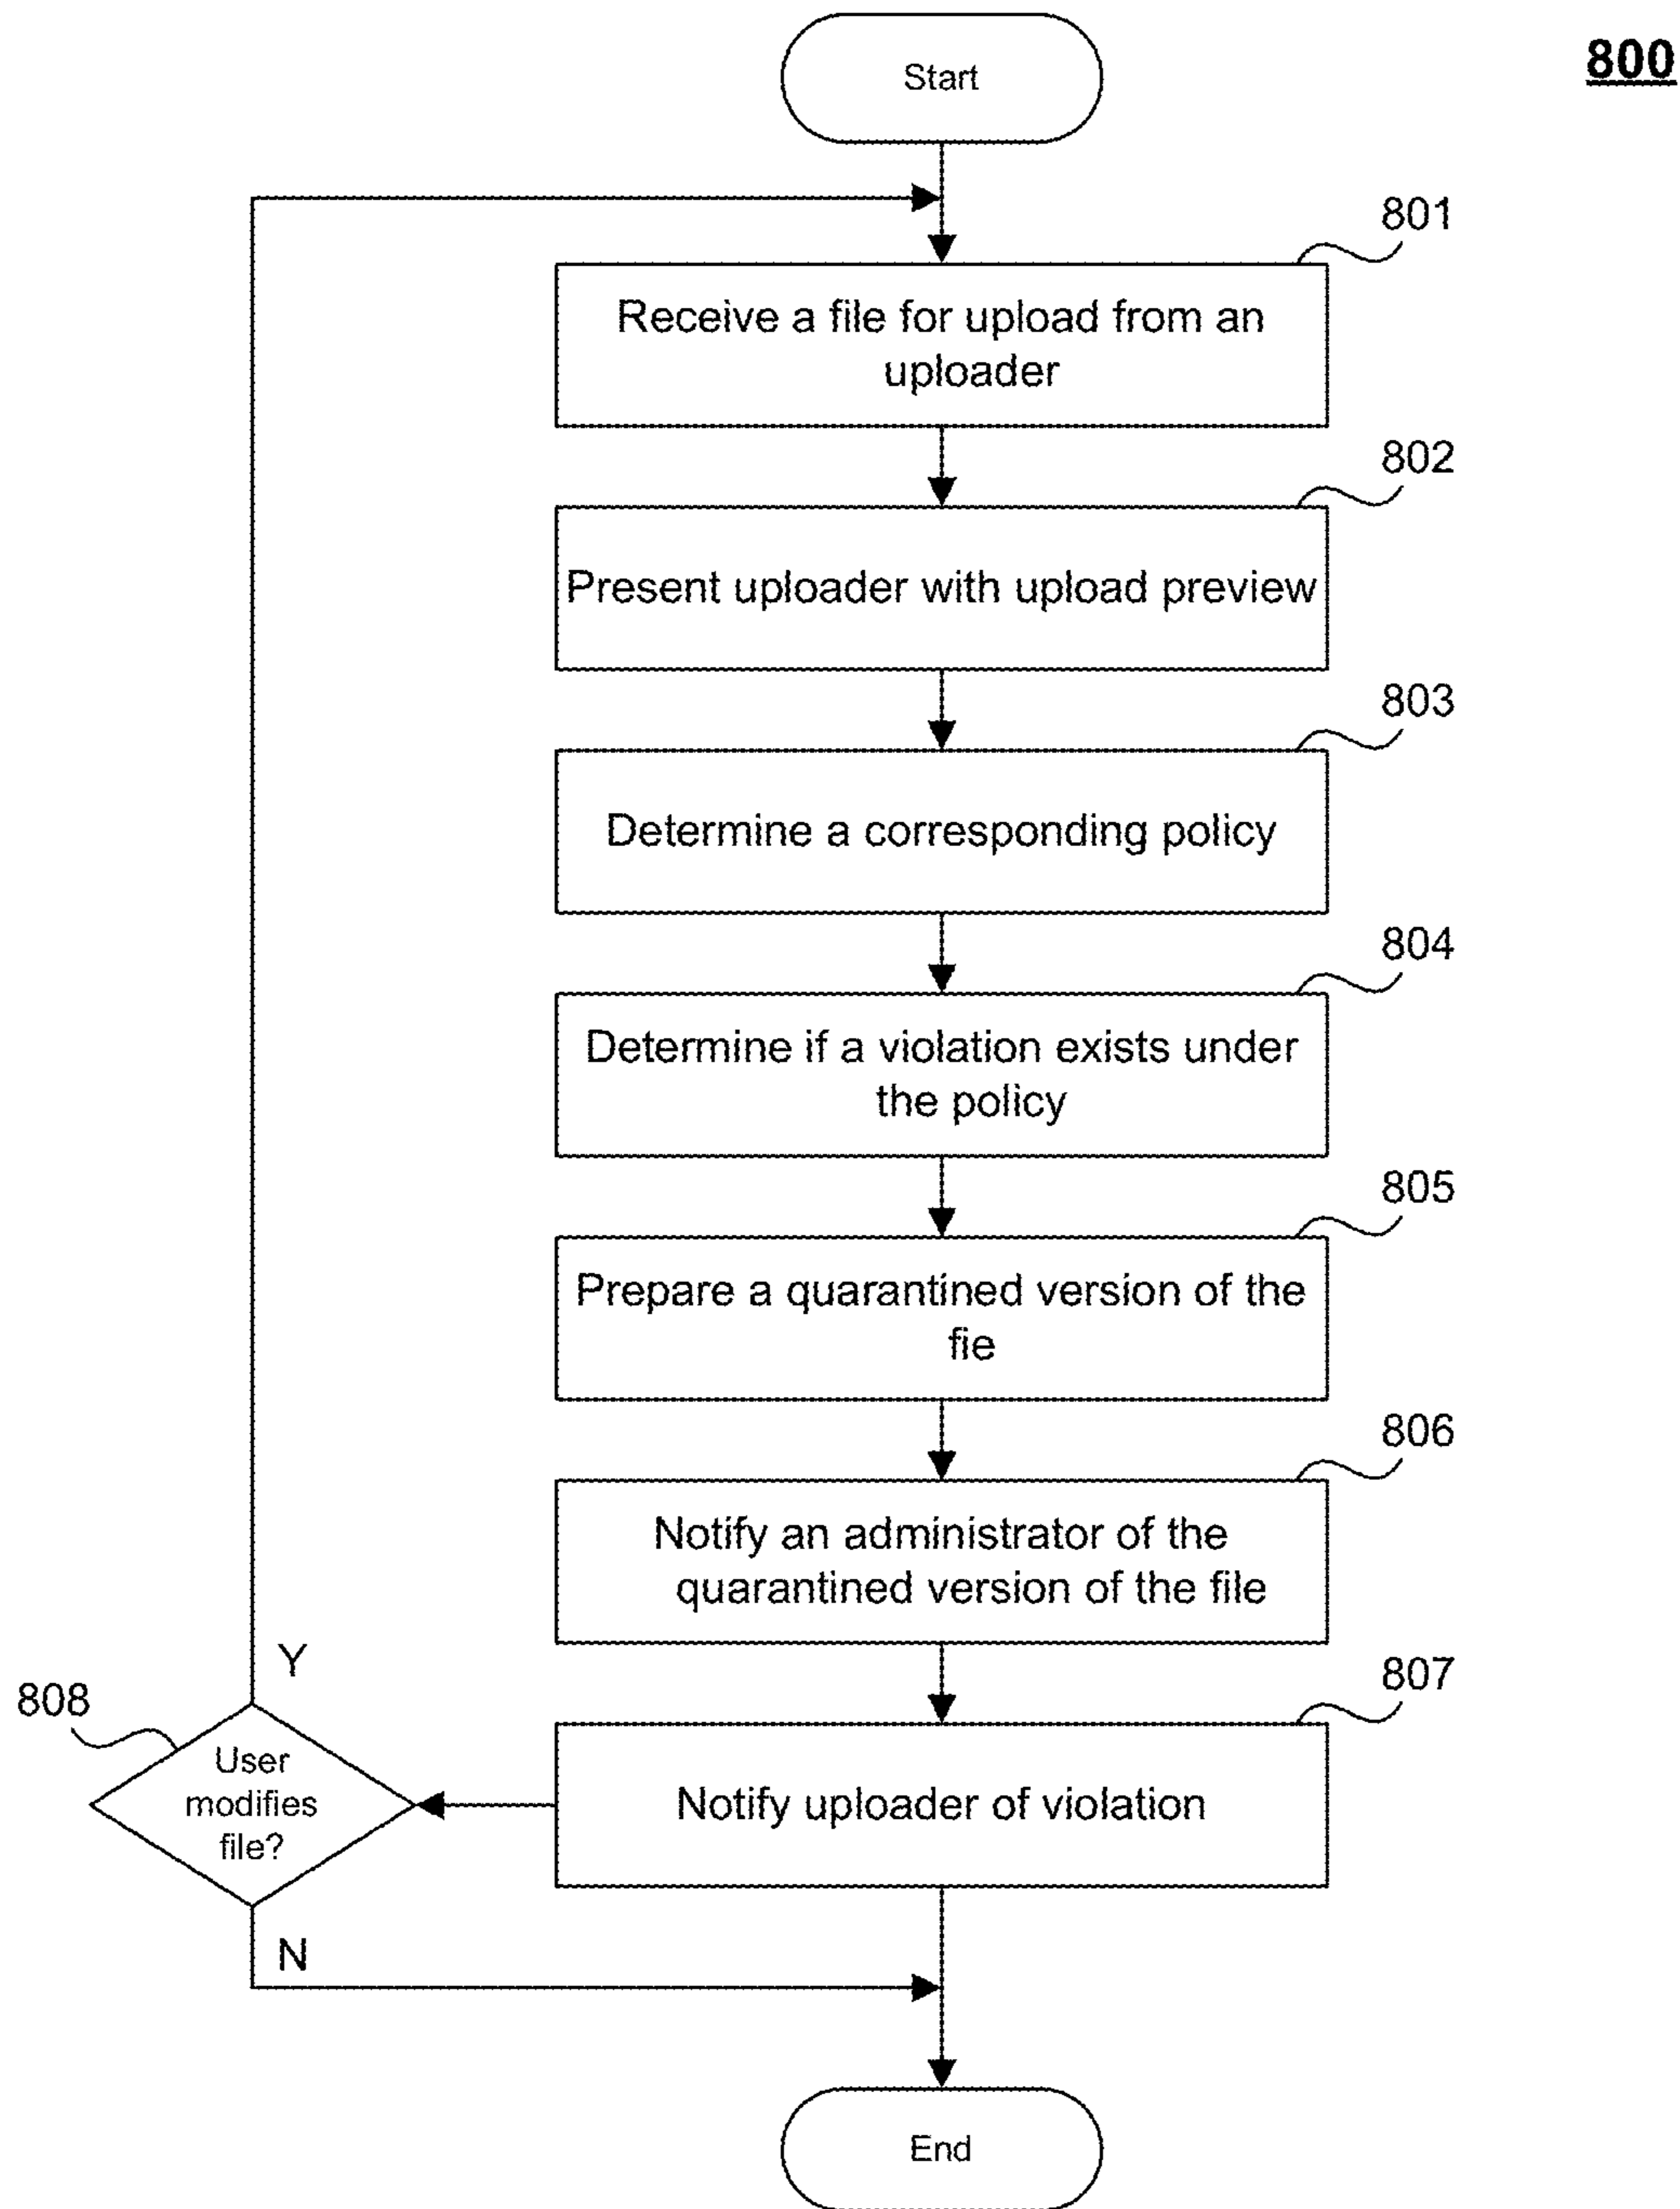 800
Start
801
Receive a file for upload from an
uploader
802
Present uploader with upload preview
803
Determine a corresponding policy
804
Determine if a violation exists under
the policy
805
Prepare a quarantined version of the
fie
806
Notify an administrator of the
quarantined version of the file
807
Notify uploader of violation
808
Y
User
modifies
file?
N
End